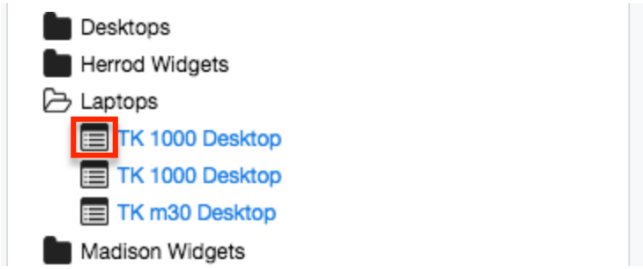 Desktops
Herrod Widgets
Laptops
TK 1000 Desktop
TK 1000 Desktop
TK m30 Desktop
Madison Widgets